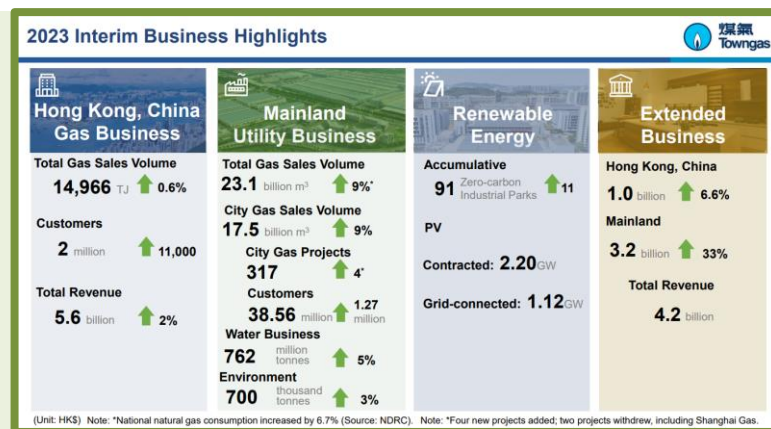 2023 Interim Business Highlights
煤氣
Towngas
Hong Kong, China
Gas Business
Total Gas Sales Volume
14,966 TJ 0.6%
Customers
2 million 11,000
Total Revenue
5.6 billion 2%
Mainland
Utility Business
Total Gas Sales Volume
23.1 billion m³ 9%*
City Gas Sales Volume
17.5 billion m³ 9%
City Gas Projects
317 4*
Customers
38.56 million 1.27 million
Water Business
762 million tonnes 5%
Environment
700 thousand tonnes 3%
Renewable
Energy
Accumulative
91 Zero-carbon Industrial Parks 11
PV
Contracted: 2.20GW
Grid-connected: 1.12GW
Extended
Business
Hong Kong, China
1.0 billion 6.6%
Mainland
3.2 billion 33%
Total Revenue
4.2 billion
(Unit: HK$) Note: *National natural gas consumption increased by 6.7% (Source: NDRC). Note: *Four new projects added; two projects withdrew, including Shanghai Gas.